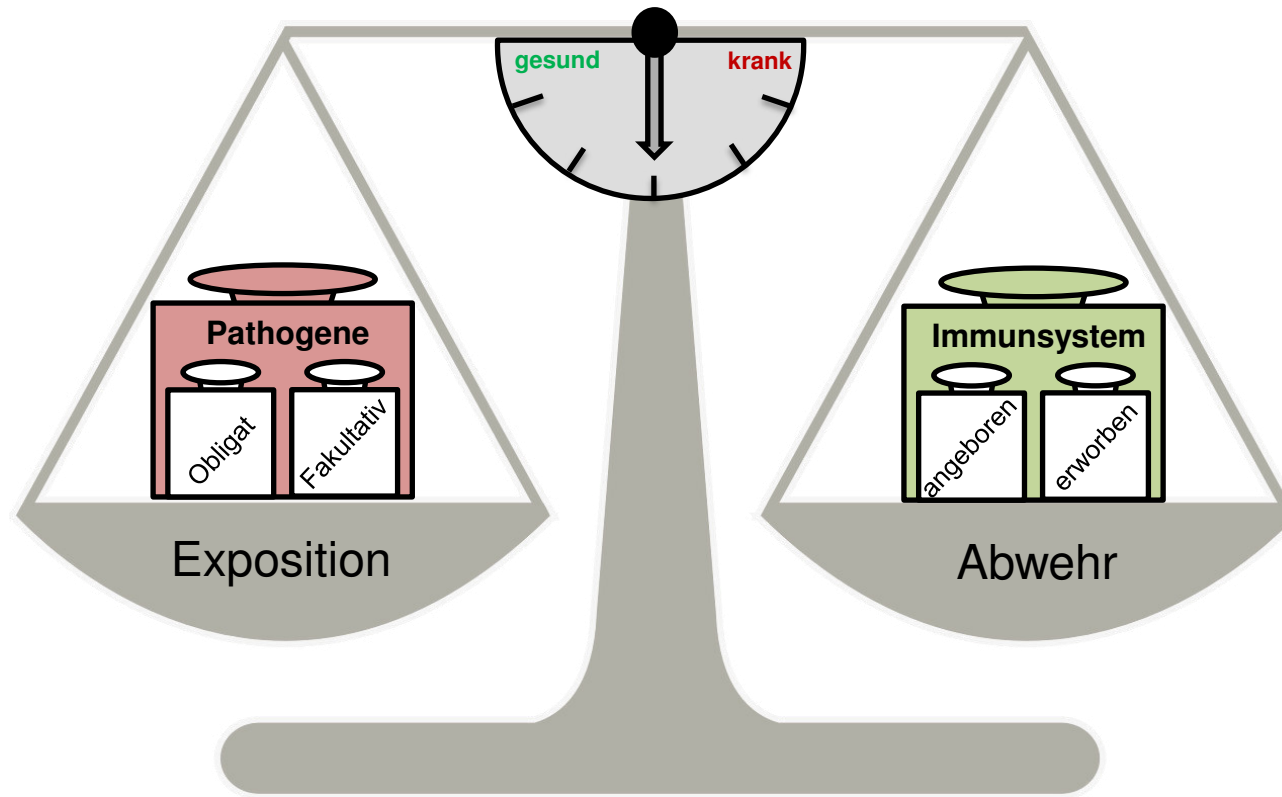 gesund
krank
Pathogene
Obligat
Fakultativ
Immunsystem
angeboren
erworben
Exposition
Abwehr